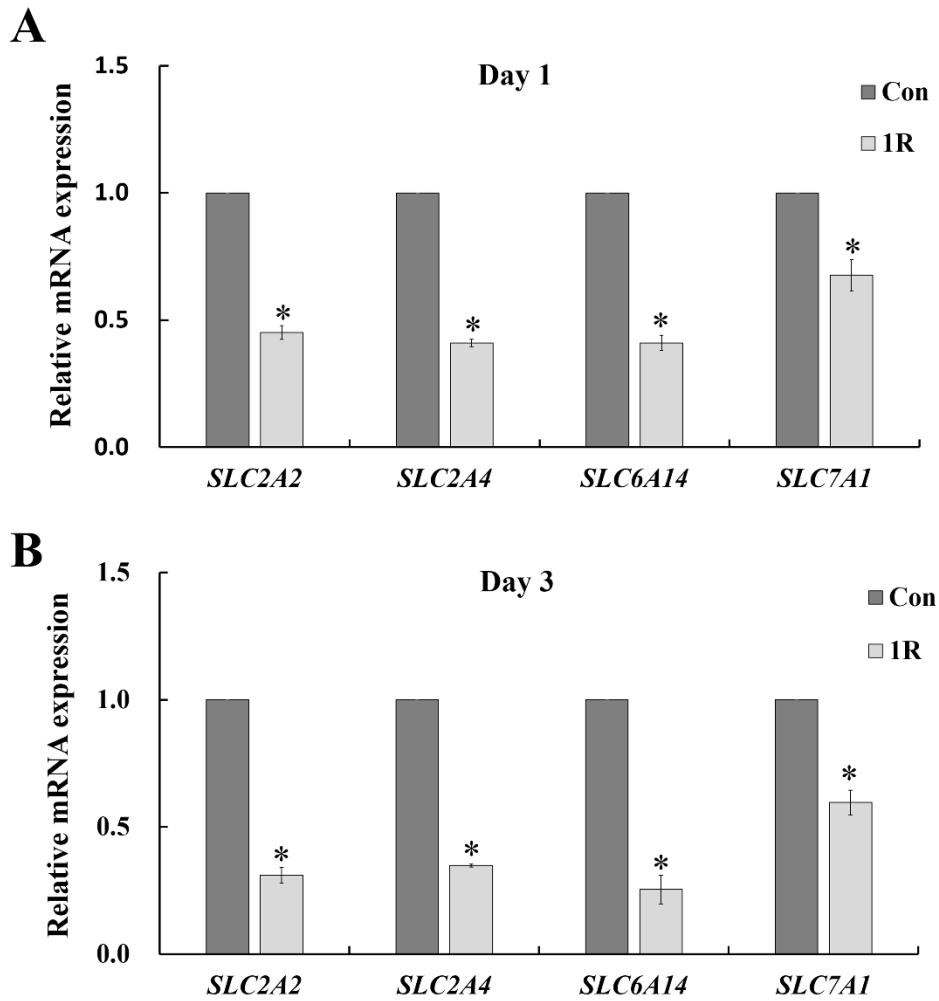 A
Day 1
Relative mRNA expression
1.5
1.0
0.5
0.0
Con
1R
*
*
*
*
SLC2A2 SLC2A4 SLC6A14 SLC7A1
B
Day 3
Relative mRNA expression
1.5
1.0
0.5
0.0
Con
1R
*
*
*
*
SLC2A2 SLC2A4 SLC6A14 SLC7A1